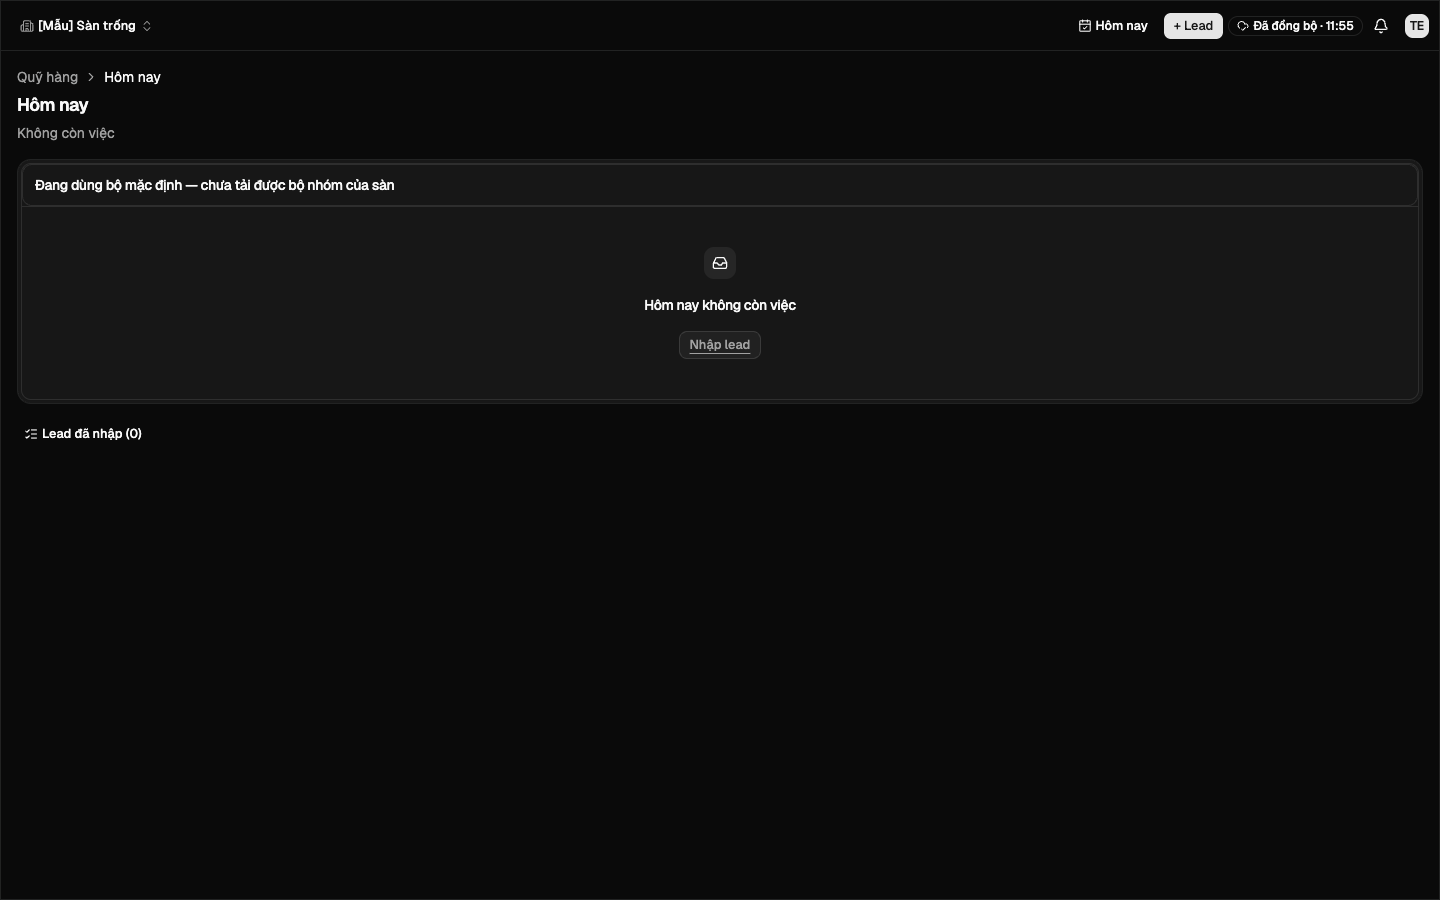 [Mẫu] Sàn trống
Hôm nay
+ Lead
Đã đồng bộ · 11:55
TE
Quỹ hàng > Hôm nay
Hôm nay
Không còn việc
Đang dùng bộ mặc định — chưa tải được bộ nhóm của sàn
Hôm nay không còn việc
Nhập lead
Lead đã nhập (0)